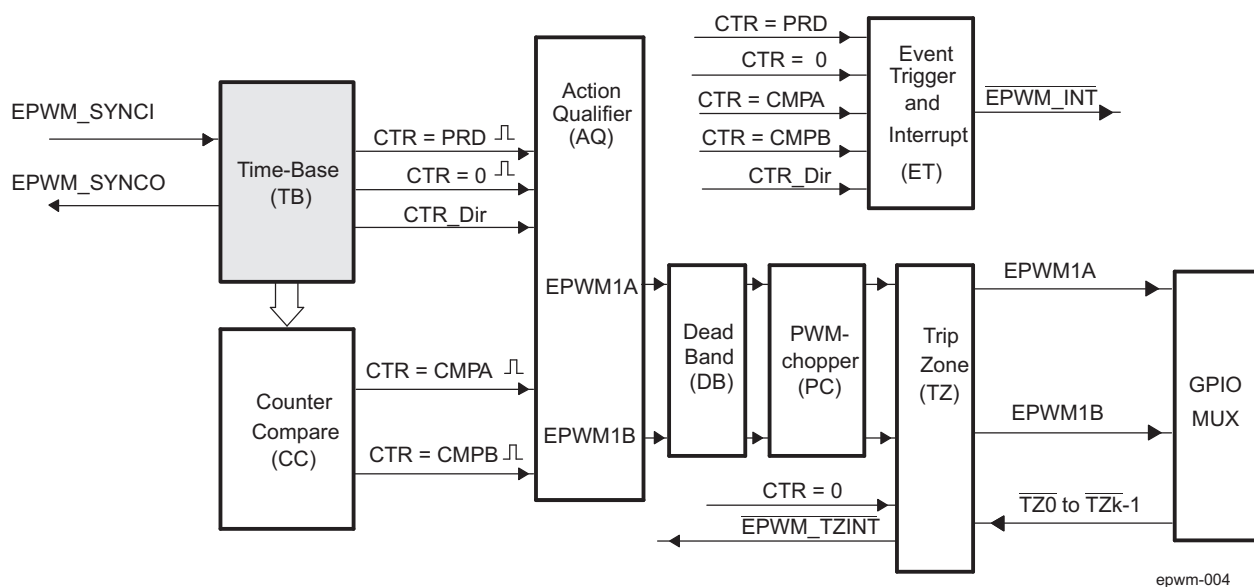 EPWM_SYNCI
EPWM_SYNCO
Time-Base
(TB)
CTR = PRD
CTR = 0
CTR_Dir
Counter
Compare
(CC)
CTR = CMPA
CTR = CMPB
Action
Qualifier
(AQ)
EPWM1A
EPWM1B
CTR = PRD
CTR = 0
CTR = CMPA
CTR = CMPB
CTR_Dir
Event
Trigger
and
Interrupt
(ET)
EPWM_INT
Dead
Band
(DB)
PWM-
chopper
(PC)
CTR = 0
EPWM_TZINT
Trip
Zone
(TZ)
EPWM1A
EPWM1B
TZ0 to TZk-1
GPIO
MUX
epwm-004